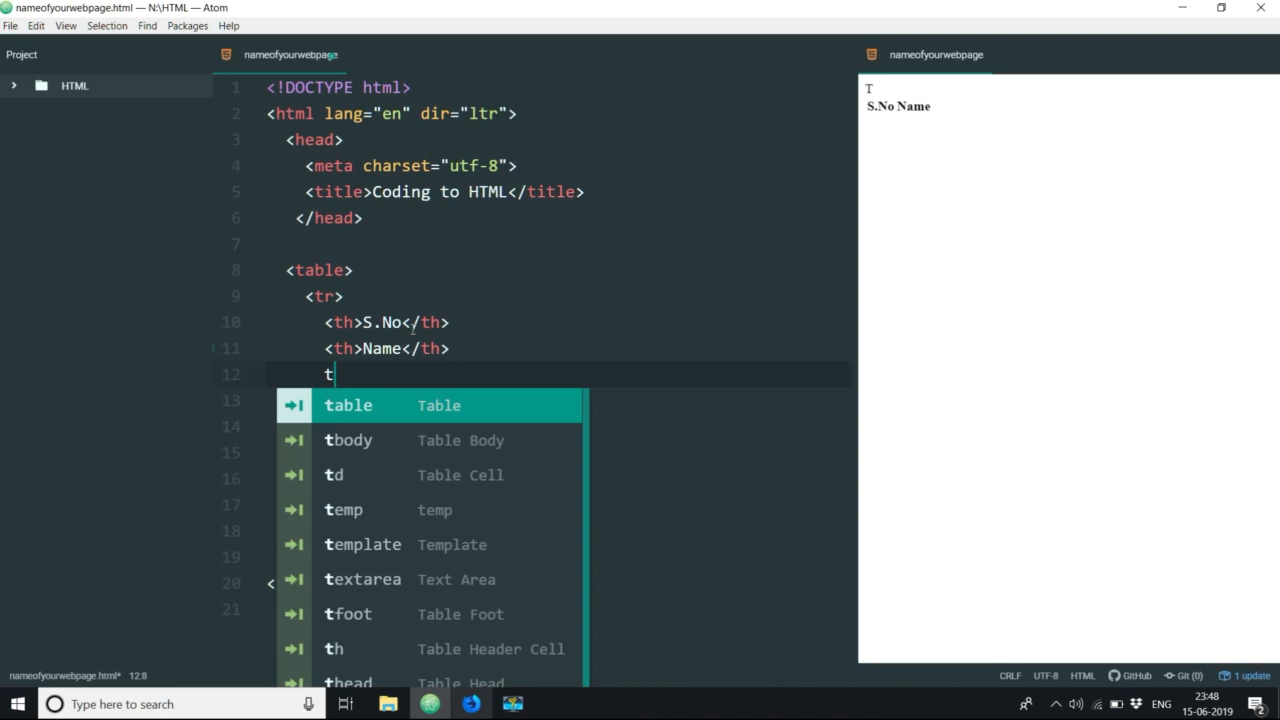 nameofyourwebpage.html — N:\HTML — Atom
File Edit View Selection Find Packages Help
Project
HTML
nameofyourwebpage
1 <!DOCTYPE html>
2 <html lang="en" dir="ltr">
3 <head>
4 <meta charset="utf-8">
5 <title>Coding to HTML</title>
6 </head>
7
8 <table>
9 <tr>
10 <th>S.No</th>
11 <th>Name</th>
12 t
13 table Table
14 tbody Table Body
15 td Table Cell
16
17 temp temp
18 template Template
19 textarea Text Area
20 <
21 tfoot Table Foot
th Table Header Cell
thead Table Head
nameofyourwebpage
T
S.No Name
nameofyourwebpage.html* 12:8
CRLF UTF-8 HTML GitHub Git (0) 1 update
Type here to search
ENG
23:48
15-06-2019
2